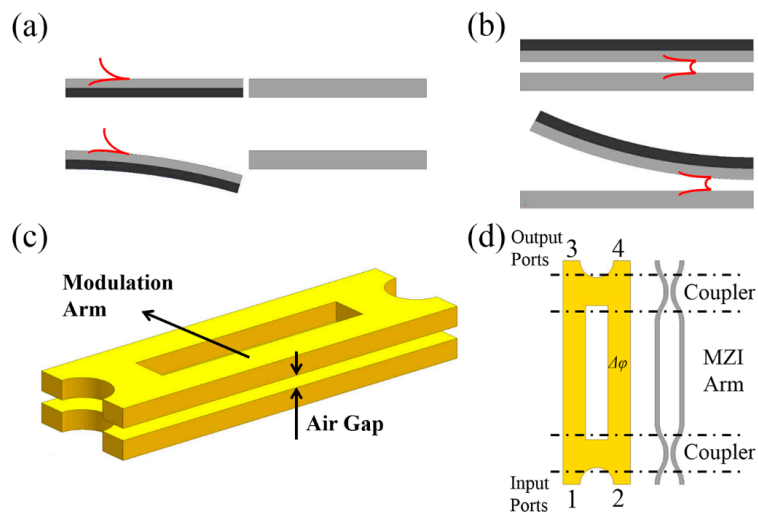 (a)
(b)
(c)
Modulation
Arm
Air Gap
(d)
Output
Ports
3
4
Coupler
Δφ
MZI
Arm
Coupler
Input
Ports
1
2